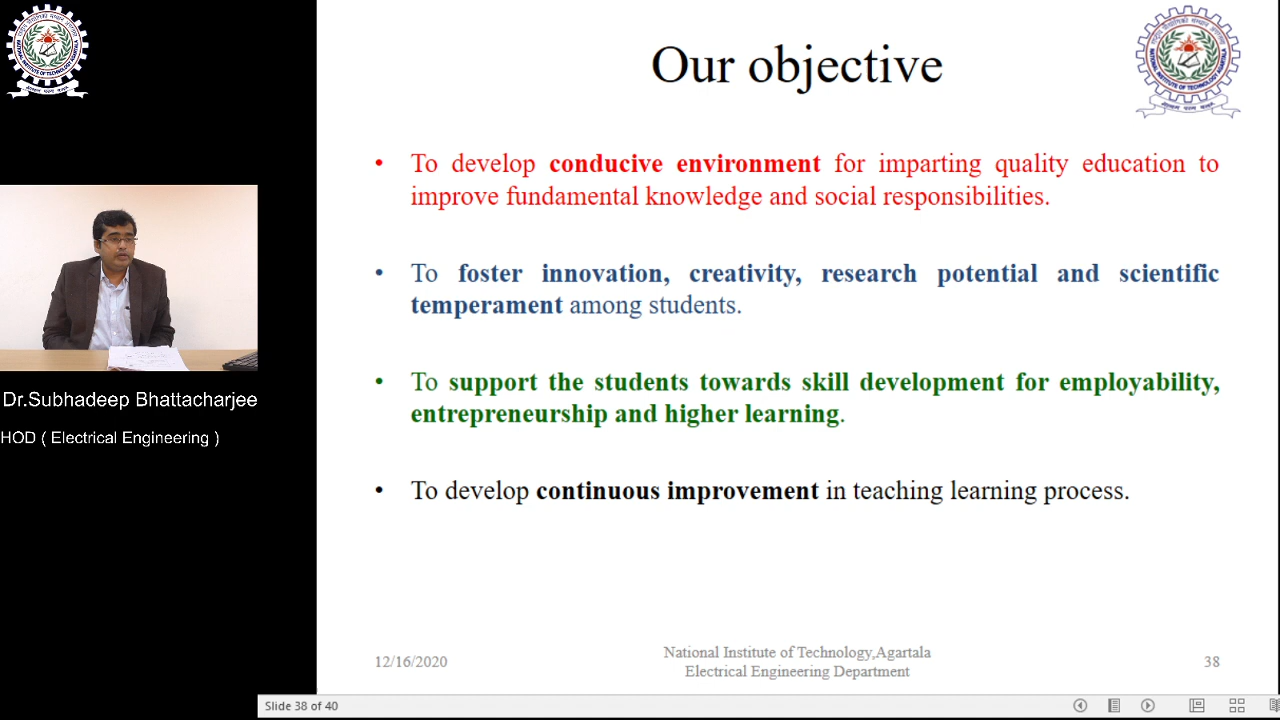 Our objective
• To develop conducive environment for imparting quality education to
improve fundamental knowledge and social responsibilities.
• To foster innovation, creativity, research potential and scientific
temperament among students.
• To support the students towards skill development for employability,
entrepreneurship and higher learning.
• To develop continuous improvement in teaching learning process.
Dr.Subhadeep Bhattacharjee
HOD ( Electrical Engineering )
12/16/2020
National Institute of Technology,Agartala
Electrical Engineering Department
38
Slide 38 of 40